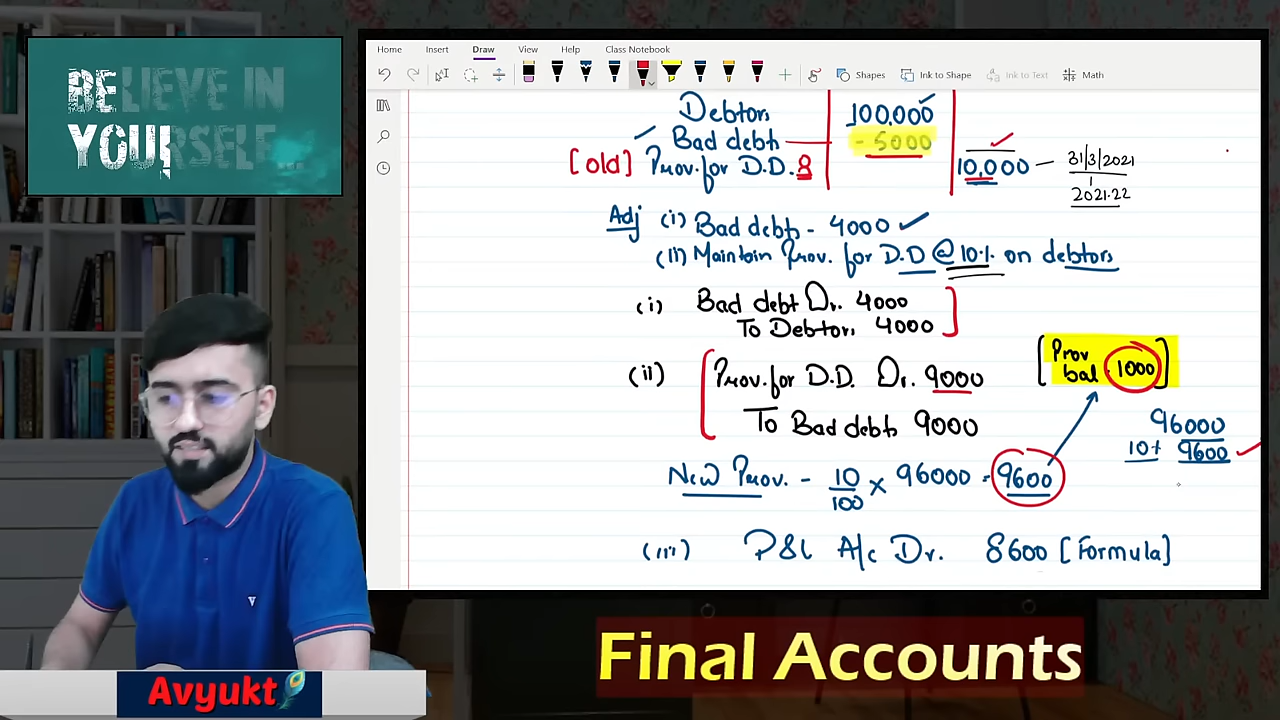 BELIEVE IN
YOURSELF...
Home Insert Draw View Help Class Notebook
Shapes Ink to Shape Ink to Text Math
Debtors 100,000
Bad debt - 5000
[old] Prov. for D.D. 8 10,000 — 31/3/2021
2021.22
Adj (i) Bad debts - 4000
(ii) Maintain Prov. for D.D @ 10% on debtors
(i) Bad debt Dr. 4000
To Debtors 4000
(ii) Prov. for D.D. Dr. 9000
To Bad debts 9000
[Prov bal 1000]
96000
10% 9600
New Prov. - 10/100 x 96000 = 9600
(iii) P&L A/c Dr. 8600 [Formula]
Final Accounts
Avyukt